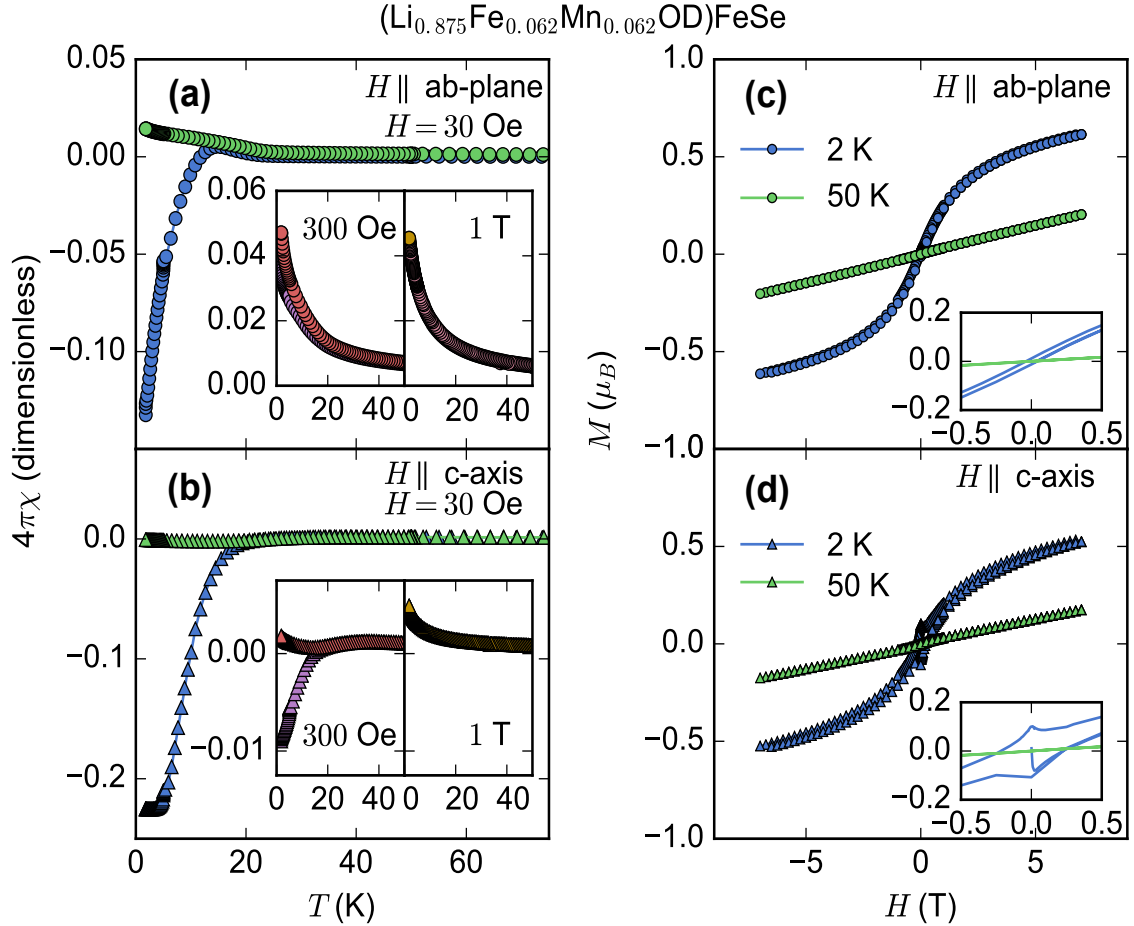 (Li0.875Fe0.062Mn0.062OD)FeSe
(a)
H ∥ ab-plane
H = 30 Oe
0.05
0.00
−0.05
−0.10
4πχ (dimensionless)
300 Oe
0.06
0.04
0.02
0.00
0 20 40
1 T
0 20 40
(b)
H ∥ c-axis
H = 30 Oe
0.0
−0.1
−0.2
300 Oe
0.00
−0.01
0 20 40
1 T
0 20 40
0 20 40 60
T (K)
(c)
H ∥ ab-plane
2 K
50 K
1.0
0.5
0.0
−0.5
−1.0
M (μB)
0.2
0.0
−0.2
−0.5 0.0 0.5
(d)
H ∥ c-axis
2 K
50 K
0.5
0.0
−0.5
−1.0
0.2
0.0
−0.2
−0.5 0.0 0.5
−5 0 5
H (T)